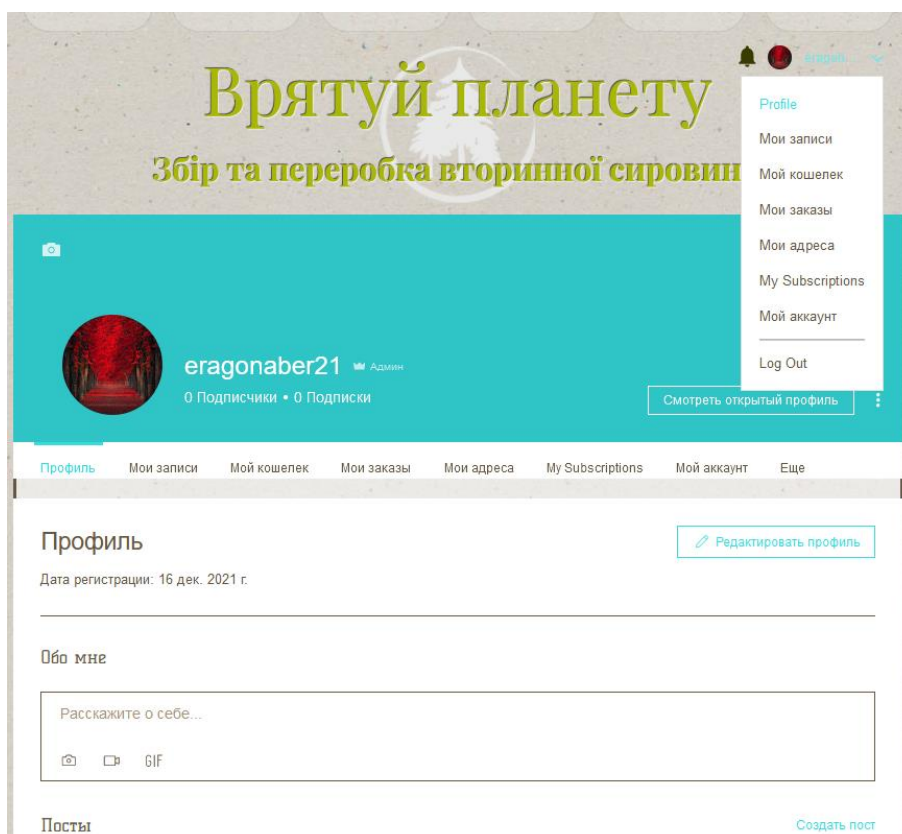 Врятуй планету
Збір та переробка вторинної сировин
Profile
Мои записи
Мой кошелек
Мои заказы
Мои адреса
My Subscriptions
Мой аккаунт
Log Out
eragonaber21 Админ
0 Подписчики • 0 Подписки
Смотреть открытый профиль
Профиль Мои записи Мой кошелек Мои заказы Мои адреса My Subscriptions Мой аккаунт Еще
Профиль
Редактировать профиль
Дата регистрации: 16 дек. 2021 г.
Обо мне
Расскажите о себе...
GIF
Посты
Создать пост